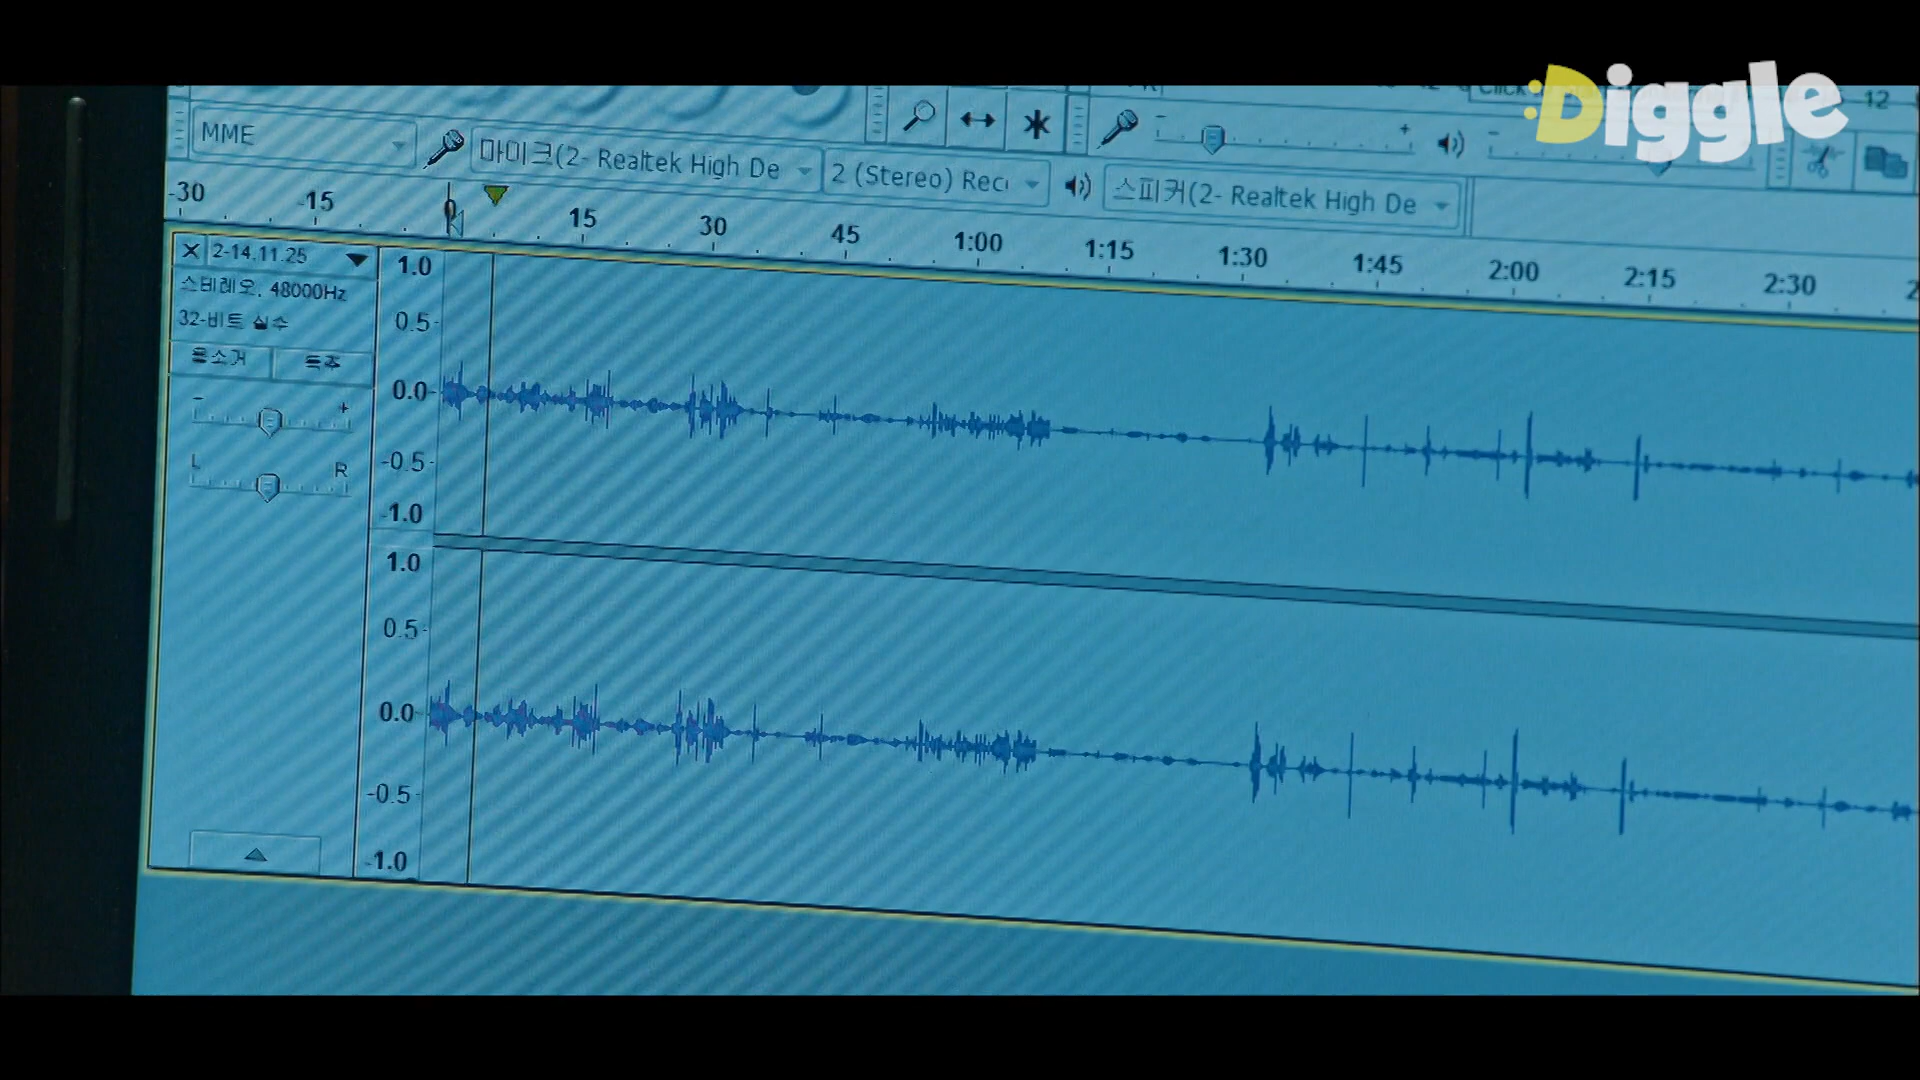 Diggle
Click
-12
MME
마이크(2- Realtek High De
2 (Stereo) Rec
스피커(2- Realtek High De
-30 -15 0 15 30 45 1:00 1:15 1:30 1:45 2:00 2:15 2:30
X 2-14.11.25
스테레오, 48000Hz
32-비트 실수
음소거 독주
- +
L R
1.0
0.5
0.0
-0.5
-1.0
1.0
0.5
0.0
-0.5
-1.0